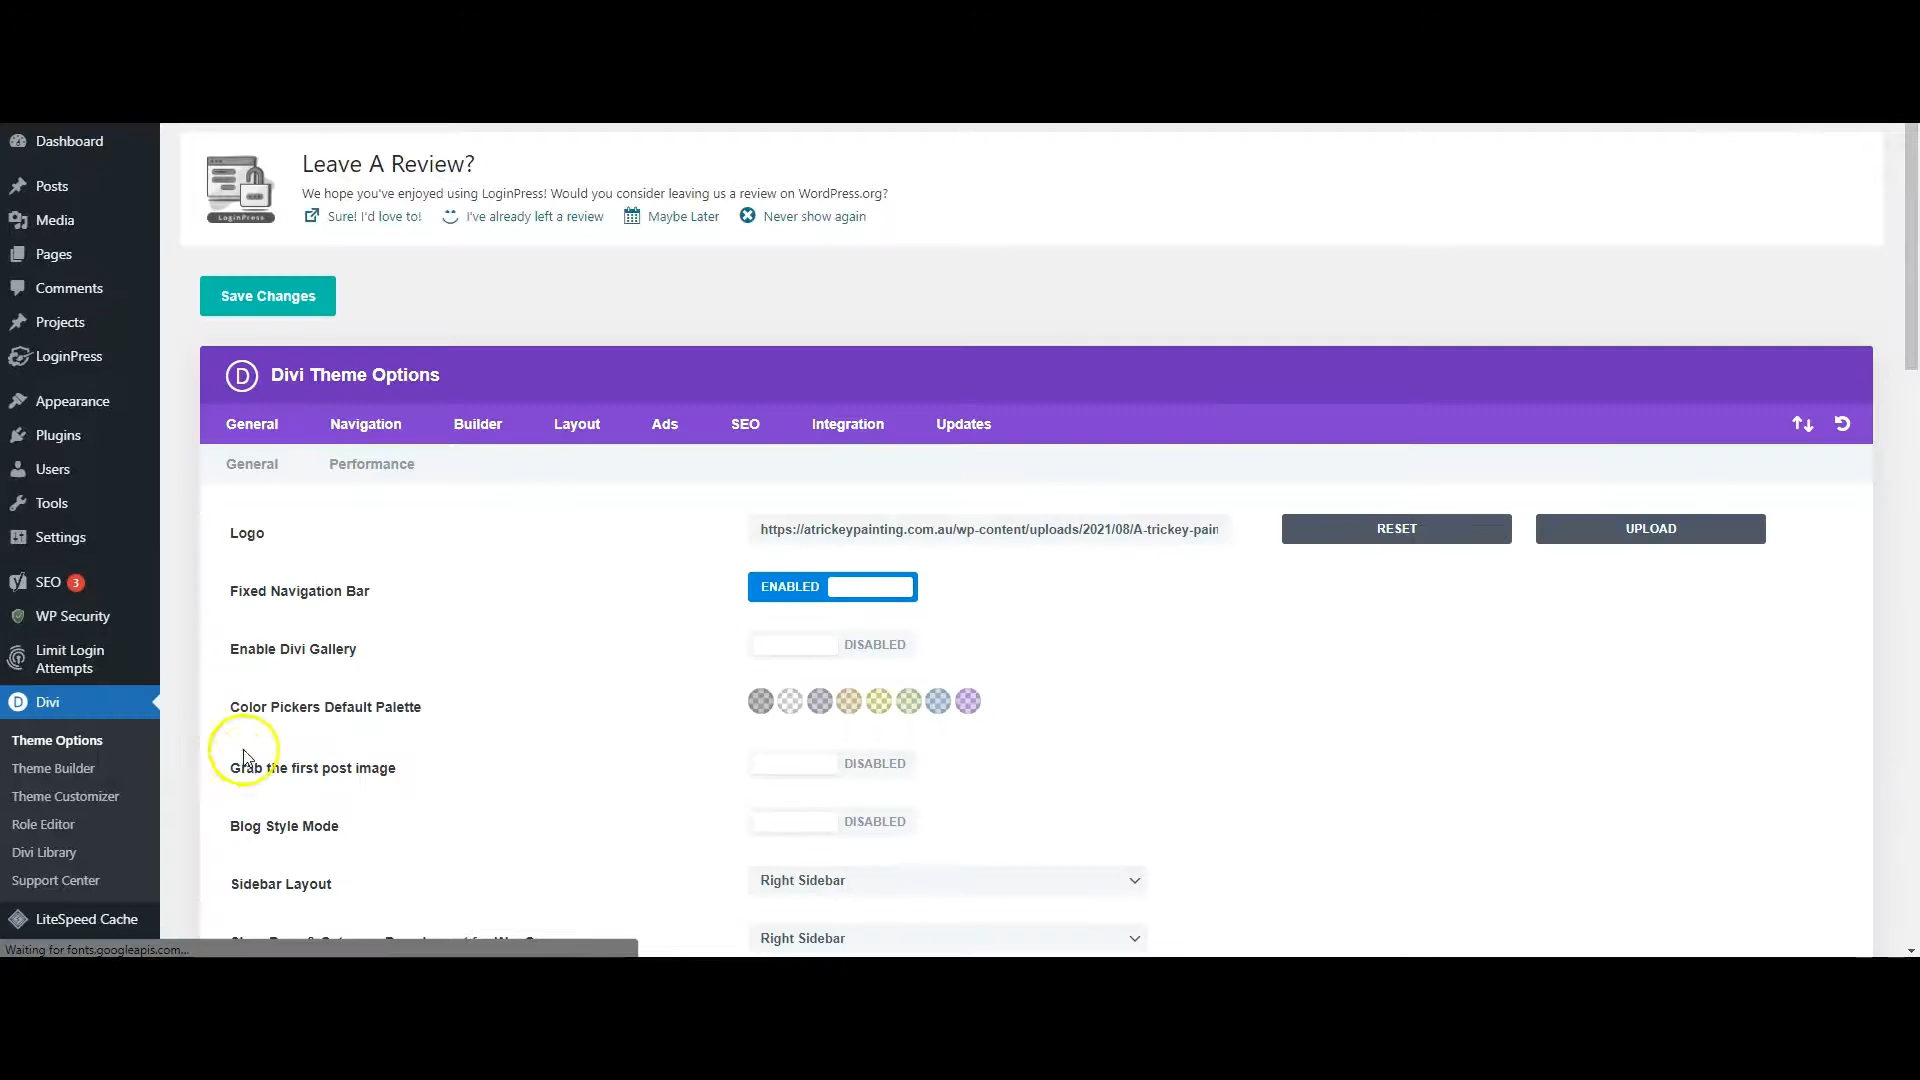 Dashboard
Posts
Media
Pages
Comments
Projects
LoginPress
Appearance
Plugins
Users
Tools
Settings
SEO 3
WP Security
Limit Login
Attempts
Divi
Theme Options
Theme Builder
Theme Customizer
Role Editor
Divi Library
Support Center
LiteSpeed Cache
Waiting for fonts.googleapis.com...
LoginPress
Leave A Review?
We hope you've enjoyed using LoginPress! Would you consider leaving us a review on WordPress.org?
Sure! I'd love to! I've already left a review Maybe Later Never show again
Save Changes
D Divi Theme Options
General Navigation Builder Layout Ads SEO Integration Updates
General Performance
Logo https://atrickeypainting.com.au/wp-content/uploads/2021/08/A-trickey-pain RESET UPLOAD
Fixed Navigation Bar ENABLED
Enable Divi Gallery DISABLED
Color Pickers Default Palette
Grab the first post image DISABLED
Blog Style Mode DISABLED
Sidebar Layout Right Sidebar
Right Sidebar